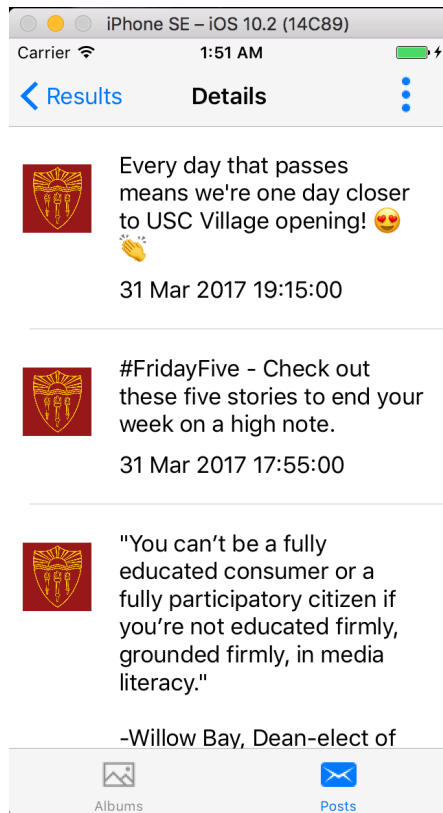 iPhone SE – iOS 10.2 (14C89)
Carrier 1:51 AM
Results Details
Every day that passes
means we're one day closer
to USC Village opening! 😍
👏
31 Mar 2017 19:15:00
#FridayFive - Check out
these five stories to end your
week on a high note.
31 Mar 2017 17:55:00
"You can’t be a fully
educated consumer or a
fully participatory citizen if
you’re not educated firmly,
grounded firmly, in media
literacy."
-Willow Bay, Dean-elect of
Albums Posts